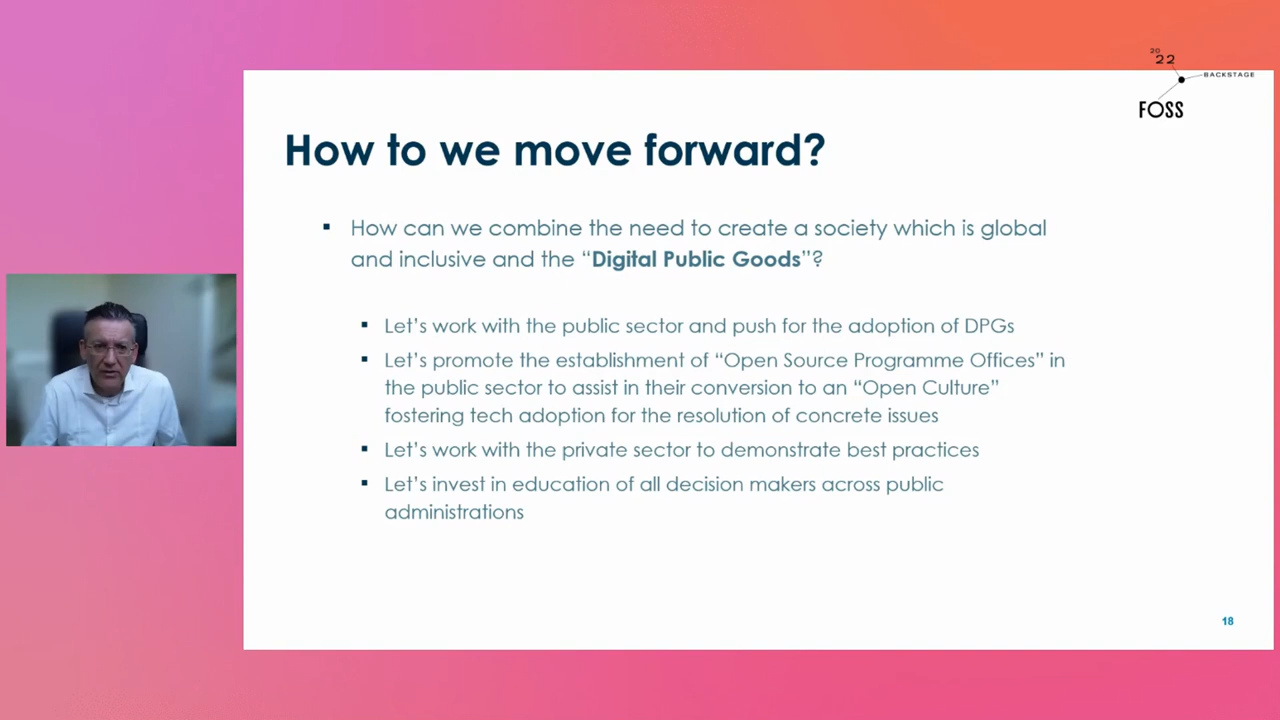 20
22
BACKSTAGE
FOSS
How to we move forward?
▪ How can we combine the need to create a society which is global
and inclusive and the “Digital Public Goods”?
▪ Let’s work with the public sector and push for the adoption of DPGs
▪ Let’s promote the establishment of “Open Source Programme Offices” in
the public sector to assist in their conversion to an “Open Culture”
fostering tech adoption for the resolution of concrete issues
▪ Let’s work with the private sector to demonstrate best practices
▪ Let’s invest in education of all decision makers across public
administrations
18